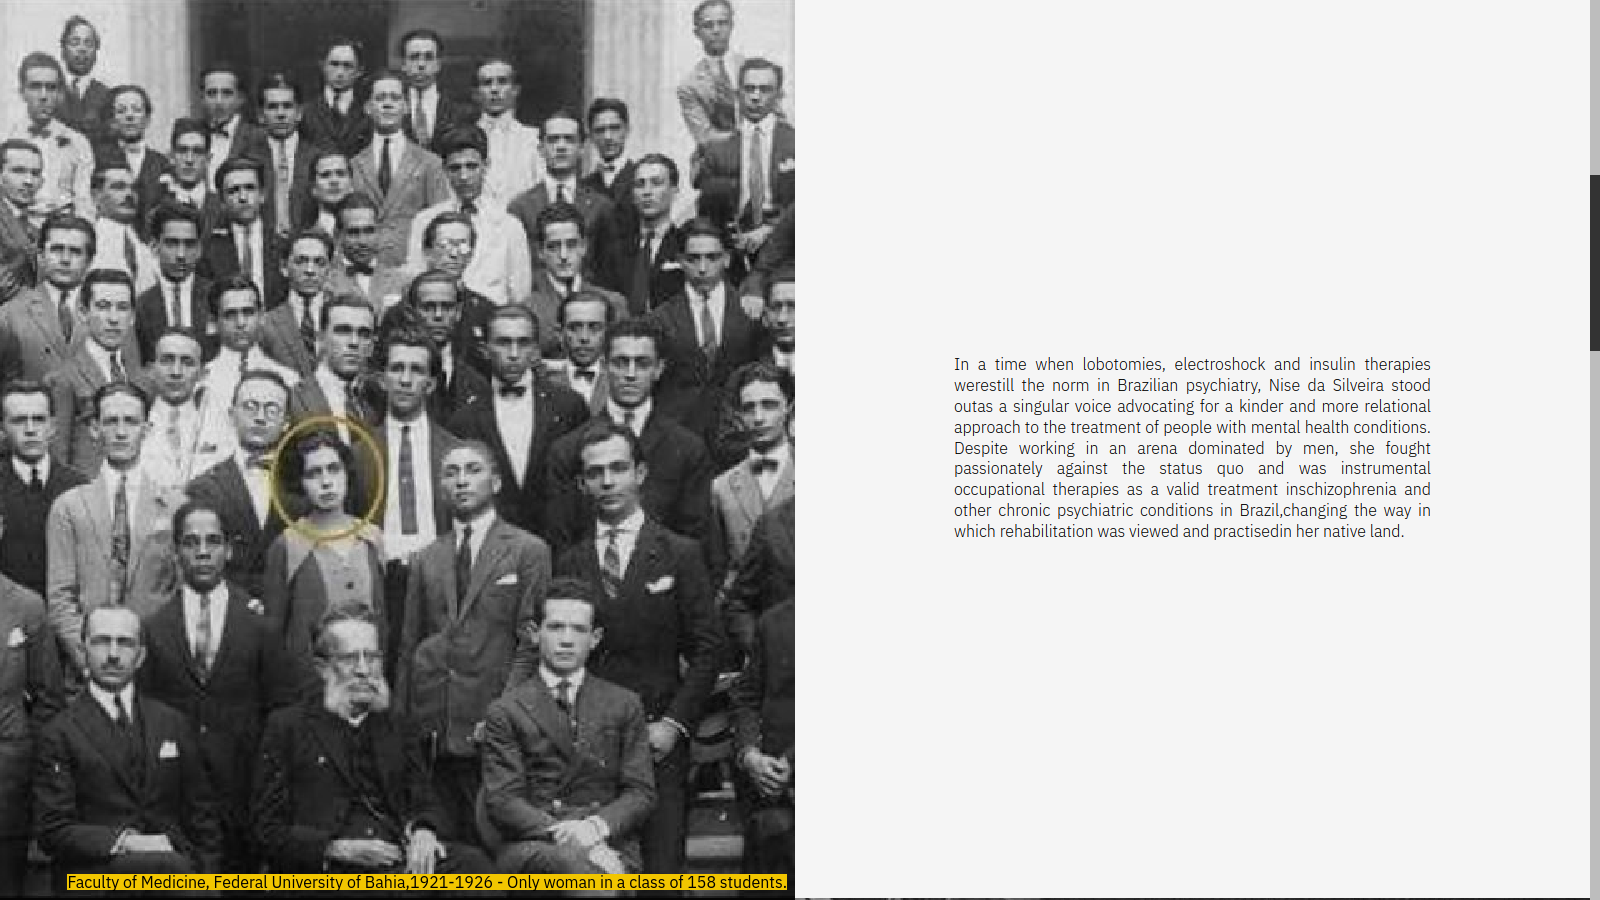 In a time when lobotomies, electroshock and insulin therapies
werestill the norm in Brazilian psychiatry, Nise da Silveira stood
outas a singular voice advocating for a kinder and more relational
approach to the treatment of people with mental health conditions.
Despite working in an arena dominated by men, she fought
passionately against the status quo and was instrumental
occupational therapies as a valid treatment inschizophrenia and
other chronic psychiatric conditions in Brazil,changing the way in
which rehabilitation was viewed and practisedin her native land.
Faculty of Medicine, Federal University of Bahia,1921-1926 - Only woman in a class of 158 students.